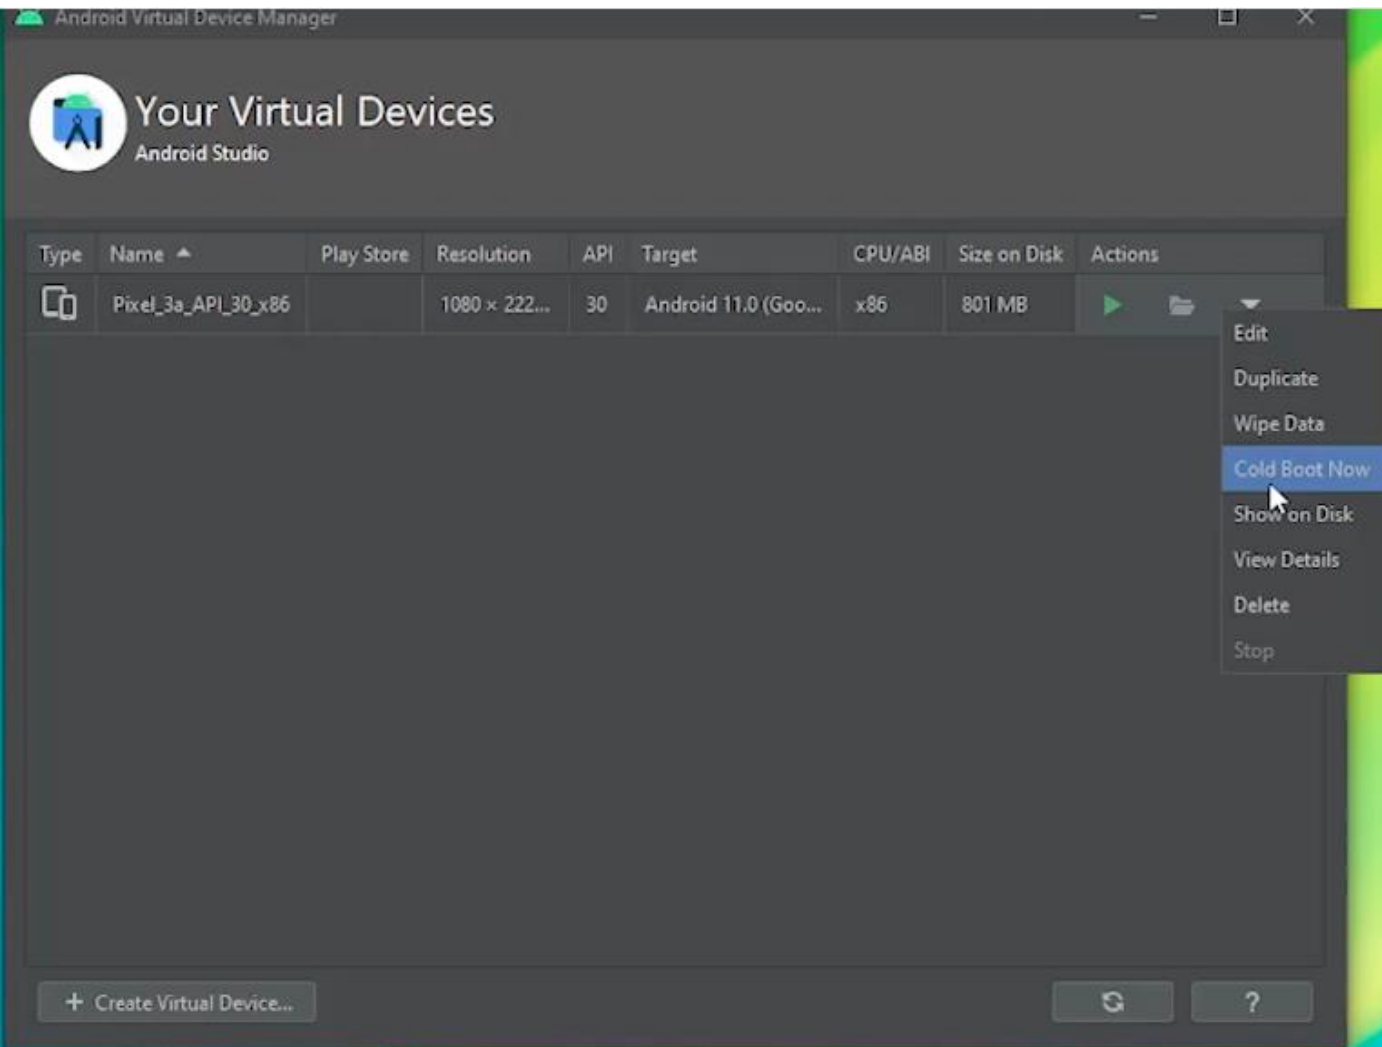 Android Virtual Device Manager
Your Virtual Devices
Android Studio
Type Name Play Store Resolution API Target CPU/ABI Size on Disk Actions
Pixel_3a_API_30_x86 1080 × 222... 30 Android 11.0 (Goo... x86 801 MB
Edit
Duplicate
Wipe Data
Cold Boot Now
Show on Disk
View Details
Delete
Stop
+ Create Virtual Device... ?